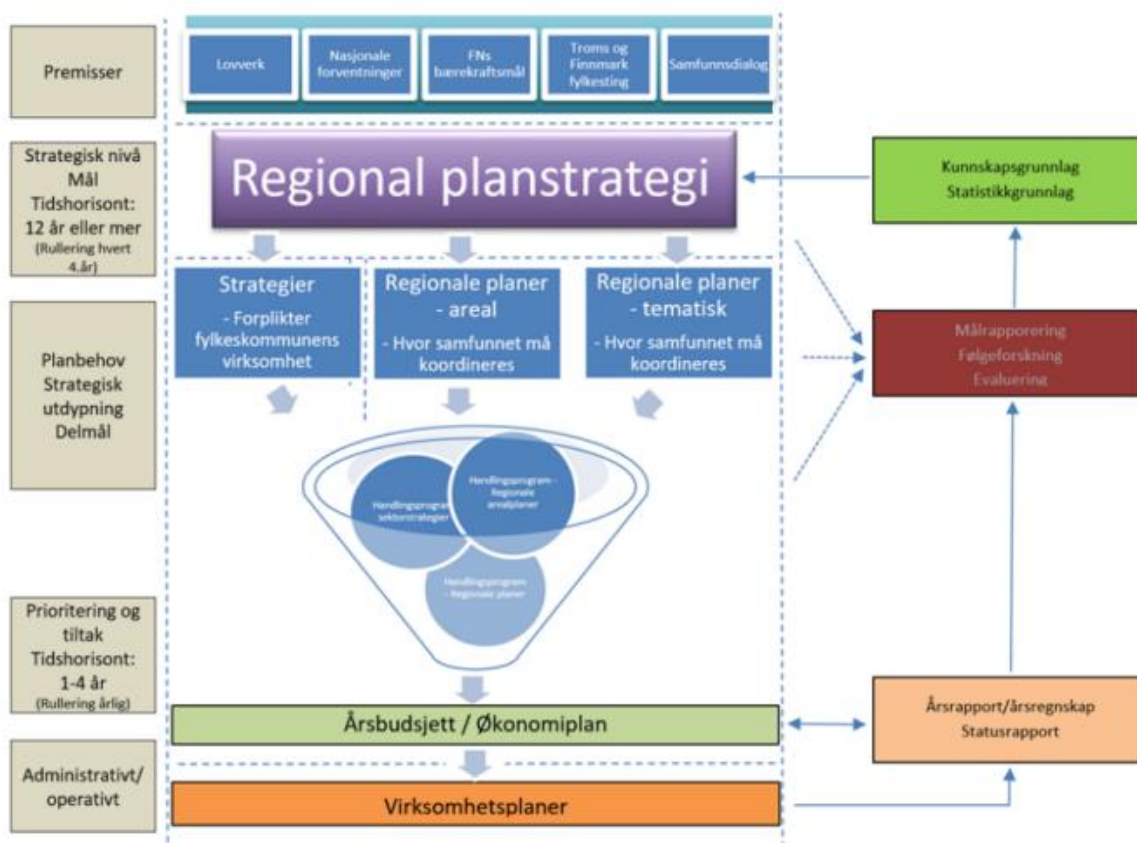 Premisser
Lovverk
Nasjonale
forventninger
FNs
bærekraftsmål
Troms og
Finnmark
fylkesting
Samfunnsdialog
Strategisk nivå
Mål
Tidshorisont:
12 år eller mer
(Rullering hvert
4.år)
Regional planstrategi
Kunnskapsgrunnlag
Statistikkgrunnlag
Planbehov
Strategisk
utdypning
Delmål
Strategier
- Forplikter
fylkeskommunens
virksomhet
Regionale planer
- areal
- Hvor samfunnet må
koordineres
Regionale planer
- tematisk
- Hvor samfunnet må
koordineres
Målrapporering
Følgeforskning
Evaluering
Handlingsprogra
sektorstrategier
Handlingsprogram -
Regionale
arealplaner
Handlingsprogram
- Regionale planer
Prioritering og
tiltak
Tidshorisont:
1-4 år
(Rullering årlig)
Årsbudsjett / Økonomiplan
Årsrapport/årsregnskap
Statusrapport
Administrativt/
operativt
Virksomhetsplaner